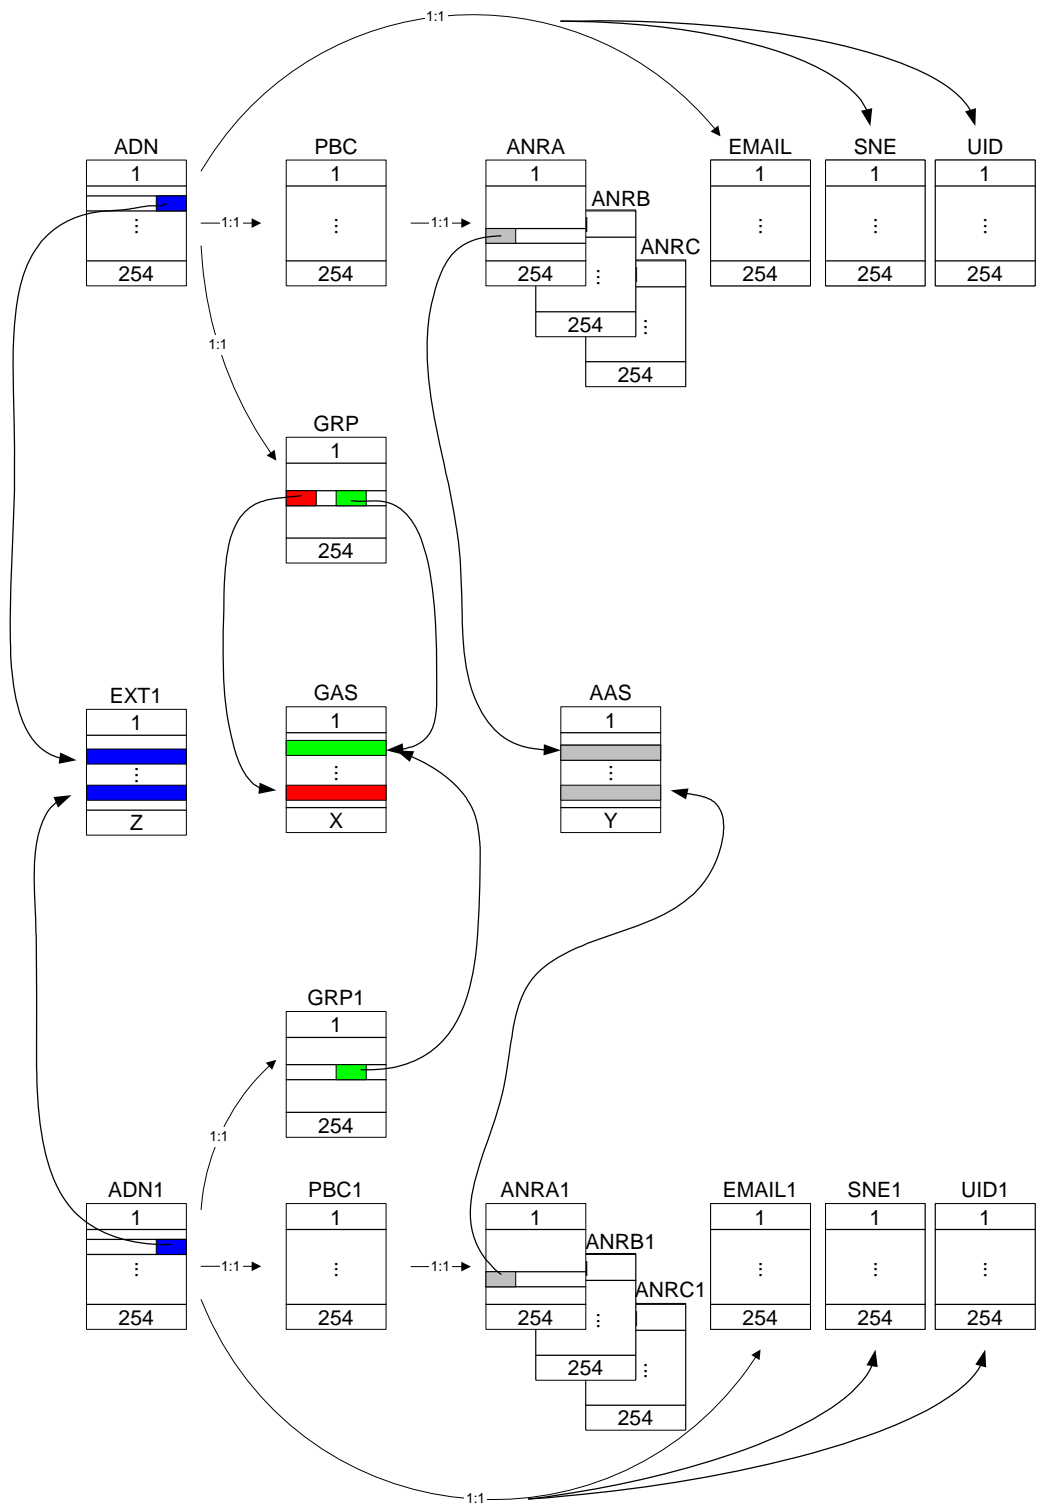 1:1
ADN PBC ANRA EMAIL SNE UID
1 1 1 1 1 1
ANRB
⋮ 1:1 ⋮ 1:1 ⋮ ⋮ ⋮
ANRC
254 254 254 ⋮ 254 254 254
254 ⋮
1:1
254
GRP
1
254
EXT1 GAS AAS
1 1 1
⋮ ⋮ ⋮
Z X Y
GRP1
1
254
1:1
ADN1 PBC1 ANRA1 EMAIL1 SNE1 UID1
1 1 1 1 1 1
ANRB1
⋮ 1:1 ⋮ 1:1 ⋮ ⋮ ⋮
ANRC1
254 254 254 ⋮ 254 254 254
254 ⋮
254
1:1